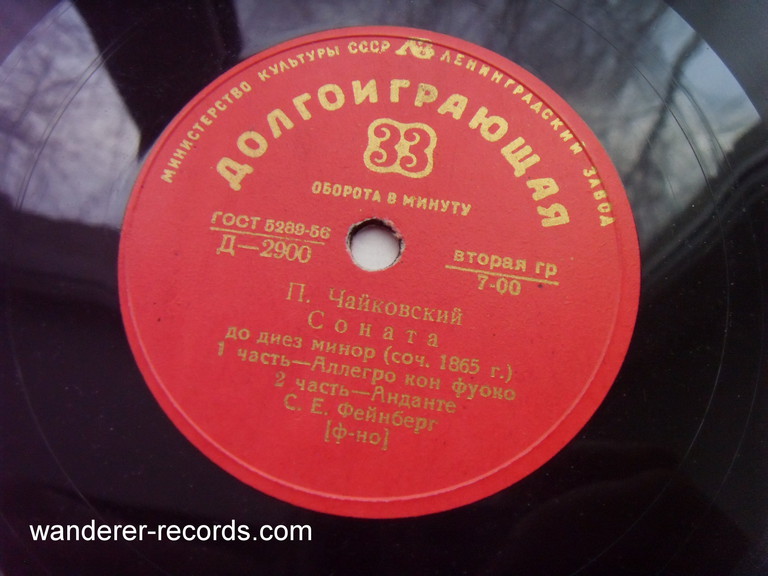 МИНИСТЕРСТВО КУЛЬТУРЫ СССР ЛЕНИНГРАДСКИЙ ЗАВОД
ДОЛГОИГРАЮЩАЯ
33
ОБОРОТА В МИНУТУ
ГОСТ 5289-56
Д—2900
вторая гр
7-00
П. Чайковский
Соната
до диез минор (соч. 1865 г.)
1 часть—Аллегро кон фуоко
2 часть—Анданте
С. Е. Фейнберг
[ф-но]
wanderer-records.com